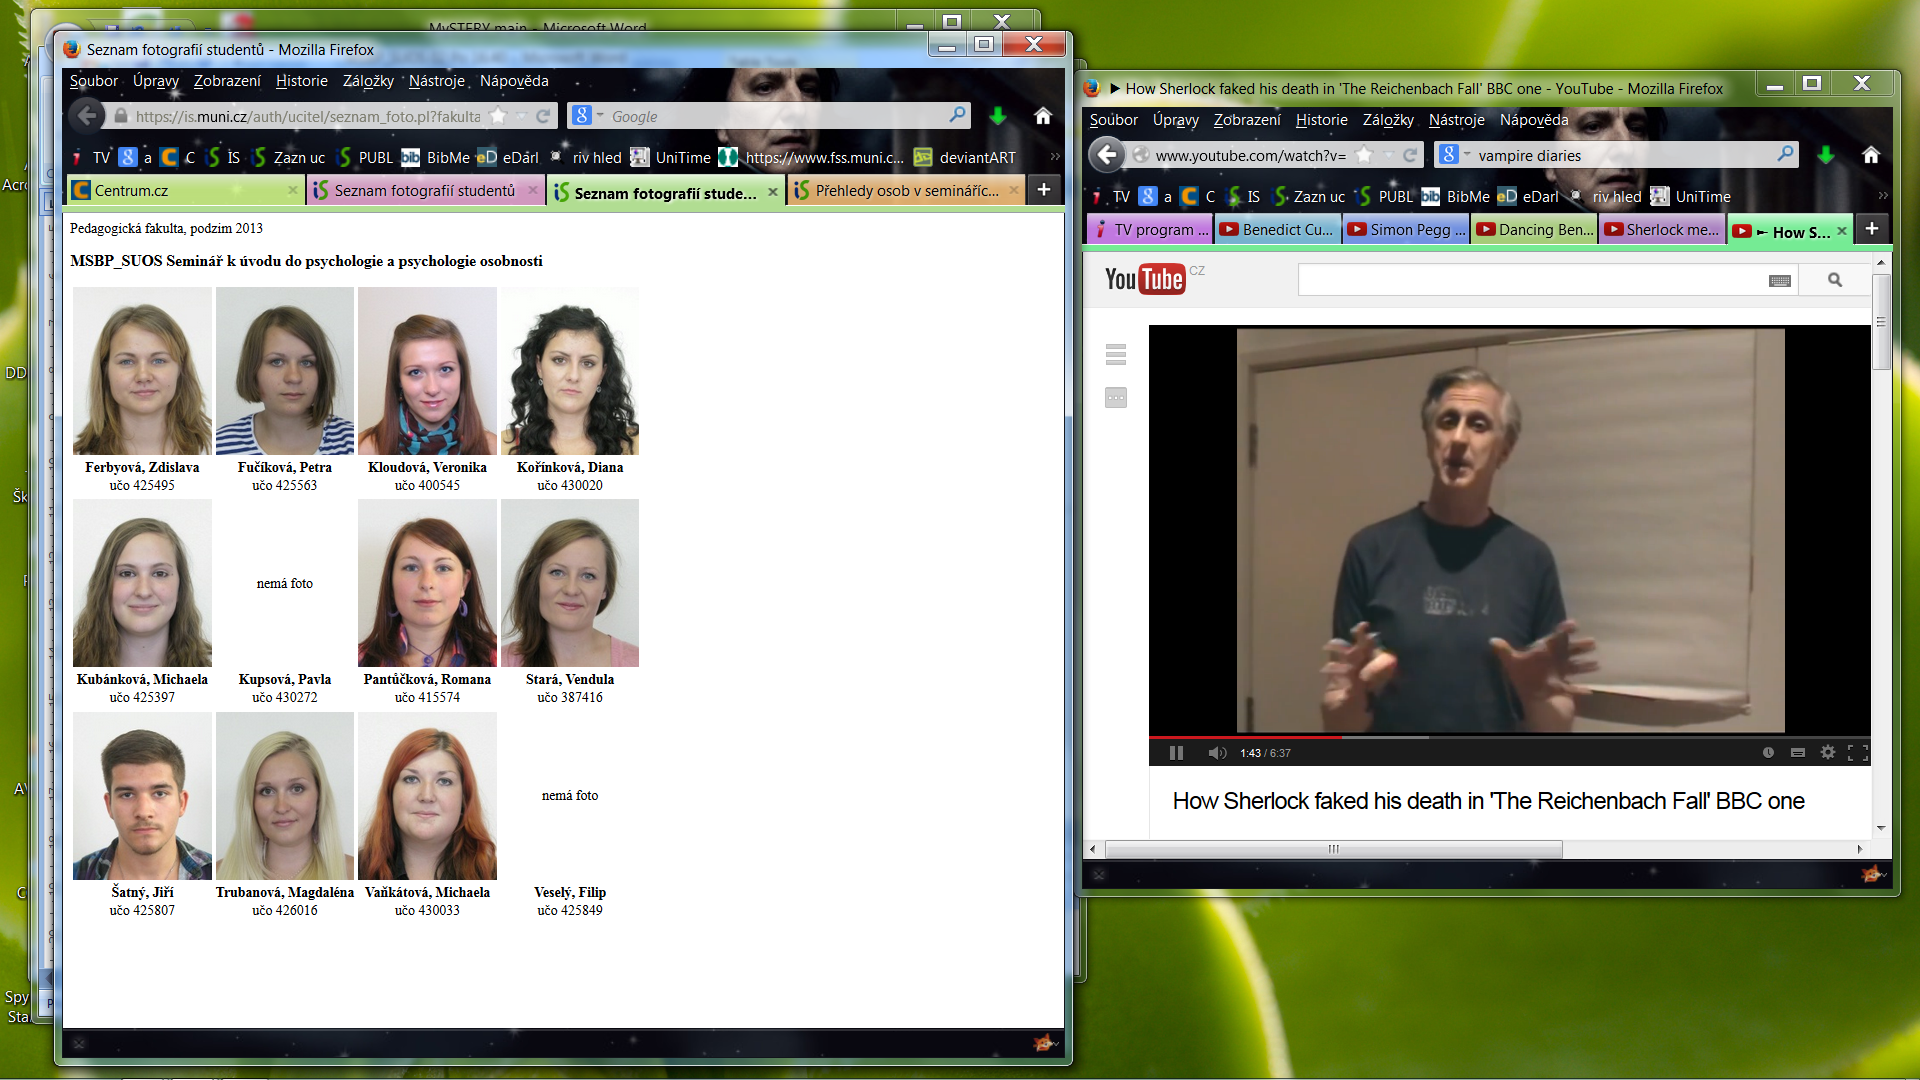 MySTERY main - Microsoft Word
Seznam fotografií studentů - Mozilla Firefox
Soubor Úpravy Zobrazení Historie Záložky Nástroje Nápověda
https://is.muni.cz/auth/ucitel/seznam_foto.pl?fakulta
Google
TV a C IS Zazn uc PUBL BibMe eDarl riv hled UniTime https://www.fss.muni.c... deviantART
Centrum.cz
Seznam fotografií studentů
Seznam fotografií stude...
Přehledy osob v semináříc...
Pedagogická fakulta, podzim 2013
MSBP_SUOS Seminář k úvodu do psychologie a psychologie osobnosti
Ferbyová, Zdislava
učo 425495
Fučíková, Petra
učo 425563
Kloudová, Veronika
učo 400545
Kořínková, Diana
učo 430020
nemá foto
Kubánková, Michaela
učo 425397
Kupsová, Pavla
učo 430272
Pantůčková, Romana
učo 415574
Stará, Vendula
učo 387416
nemá foto
Šatný, Jiří
učo 425807
Trubanová, Magdaléna
učo 426016
Vaňkátová, Michaela
učo 430033
Veselý, Filip
učo 425849
How Sherlock faked his death in 'The Reichenbach Fall' BBC one - YouTube - Mozilla Firefox
Soubor Úpravy Zobrazení Historie Záložky Nástroje Nápověda
www.youtube.com/watch?v=
vampire diaries
TV a C IS Zazn uc PUBL BibMe eDarl riv hled UniTime
TV program ...
Benedict Cu...
Simon Pegg ...
Dancing Ben...
Sherlock me...
How S...
YouTube CZ
1:43 / 6:37
How Sherlock faked his death in 'The Reichenbach Fall' BBC one